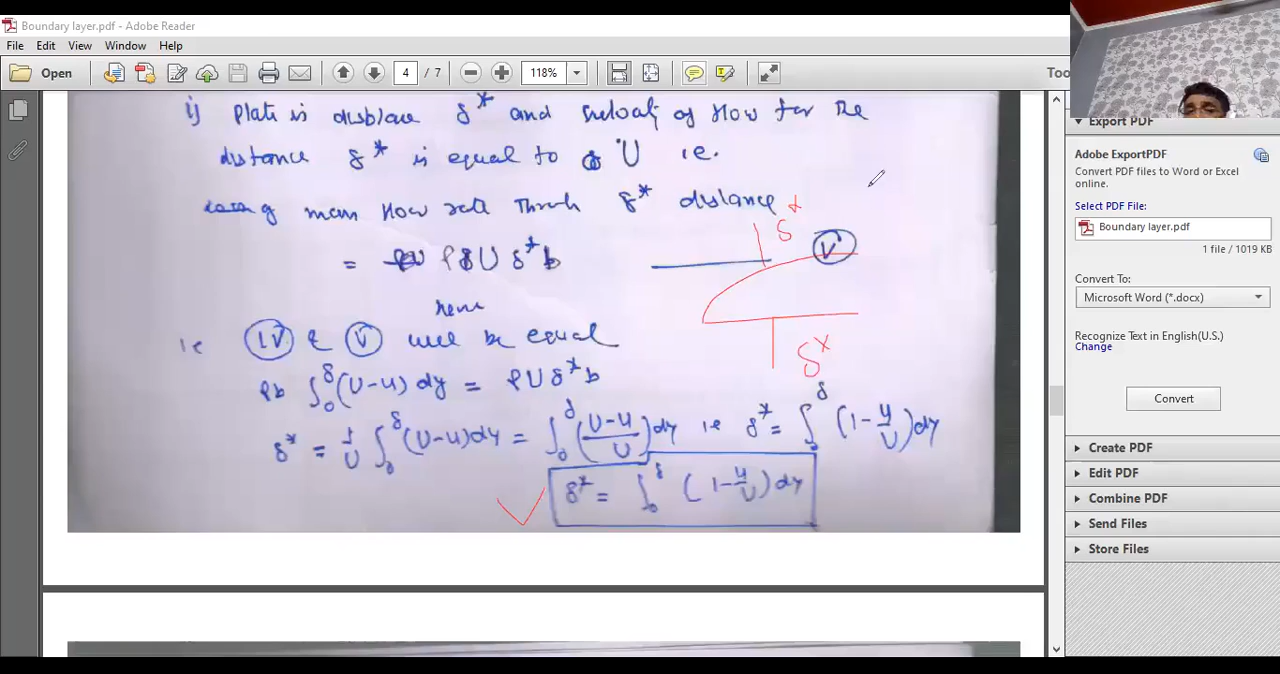 Boundary layer.pdf - Adobe Reader
File Edit View Window Help
Open 4 / 7 118% Too
if Plate is displace δ* and of flow for the
distance δ* is equal to U ie.
of mass flow rate through δ* distance
= ρ U δ* b
δ*
V
here
ie IV & V will be equal
δ*
ρb ∫₀^δ (U-u) dy = ρ U δ* b
δ* = 1/U ∫₀^δ (U-u) dy = ∫₀^δ (U-u/U) dy ie δ* = ∫₀^δ (1-u/U) dy
δ* = ∫₀^δ (1-u/U) dy
Export PDF
Adobe ExportPDF
Convert PDF files to Word or Excel
online.
Select PDF File:
Boundary layer.pdf
1 file / 1019 KB
Convert To:
Microsoft Word (*.docx)
Recognize Text in English(U.S.)
Change
Convert
Create PDF
Edit PDF
Combine PDF
Send Files
Store Files